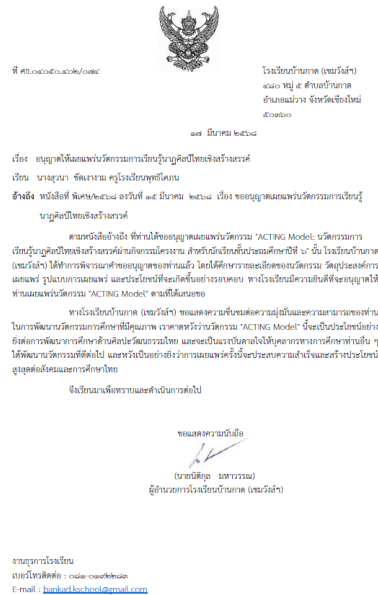 ที่ ศธ.๐๔๐๕๐.๔๐๒/๐๗๔
โรงเรียนบ้านกาด (เขมวังส์ฯ)
๔๘๐ หมู่ ๕ ตำบลบ้านกาด
อำเภอแม่วาง จังหวัดเชียงใหม่
๕๐๓๖๐
๑๗ มีนาคม ๒๕๖๘
เรื่อง อนุญาตให้เผยแพร่นวัตกรรมการเรียนรู้นาฏศิลป์ไทยเชิงสร้างสรรค์
เรียน นางสุวนา ชัดเงางาม ครูโรงเรียนพุทธิโศภน
อ้างถึง หนังสือที่ พิเศษ/๒๕๖๘ ลงวันที่ ๑๕ มีนาคม ๒๕๖๘ เรื่อง ขออนุญาตเผยแพร่นวัตกรรมการเรียนรู้
นาฏศิลป์ไทยเชิงสร้างสรรค์
ตามหนังสืออ้างถึง ที่ท่านได้ขออนุญาตเผยแพร่นวัตกรรม "ACTING Model: นวัตกรรมการ
เรียนรู้นาฏศิลป์ไทยเชิงสร้างสรรค์ผ่านกิจกรรมโครงงาน สำหรับนักเรียนชั้นประถมศึกษาปีที่ ๖" นั้น โรงเรียนบ้านกาด
(เขมวังส์ฯ) ได้ทำการพิจารณาคำขออนุญาตของท่านแล้ว โดยได้ศึกษารายละเอียดของนวัตกรรม วัตถุประสงค์การ
เผยแพร่ รูปแบบการเผยแพร่ และประโยชน์ที่จะเกิดขึ้นอย่างรอบคอบ ทางโรงเรียนมีความยินดีที่จะอนุญาตให้
ท่านเผยแพร่นวัตกรรม "ACTING Model" ตามที่ได้เสนอขอ
ทางโรงเรียนบ้านกาด (เขมวังส์ฯ) ขอแสดงความชื่นชมต่อความมุ่งมั่นและความสามารถของท่าน
ในการพัฒนานวัตกรรมการศึกษาที่มีคุณภาพ เราคาดหวังว่านวัตกรรม "ACTING Model" นี้จะเป็นประโยชน์อย่าง
ยิ่งต่อการพัฒนาการศึกษาด้านศิลปะวัฒนธรรมไทย และจะเป็นแรงบันดาลใจให้บุคลากรทางการศึกษาท่านอื่น ๆ
ได้พัฒนานวัตกรรมที่ดีต่อไป และหวังเป็นอย่างยิ่งว่าการเผยแพร่ครั้งนี้จะประสบความสำเร็จและสร้างประโยชน์
สูงสุดต่อสังคมและการศึกษาไทย
จึงเรียนมาเพื่อทราบและดำเนินการต่อไป
ขอแสดงความนับถือ
(นายนิติกุล มหาวรรณ)
ผู้อำนวยการโรงเรียนบ้านกาด (เขมวังส์ฯ)
งานธุรการโรงเรียน
เบอร์โทรติดต่อ : ๐๘๑-๐๑๙๒๒๘๓
E-mail : bankad.kschool@gmail.com